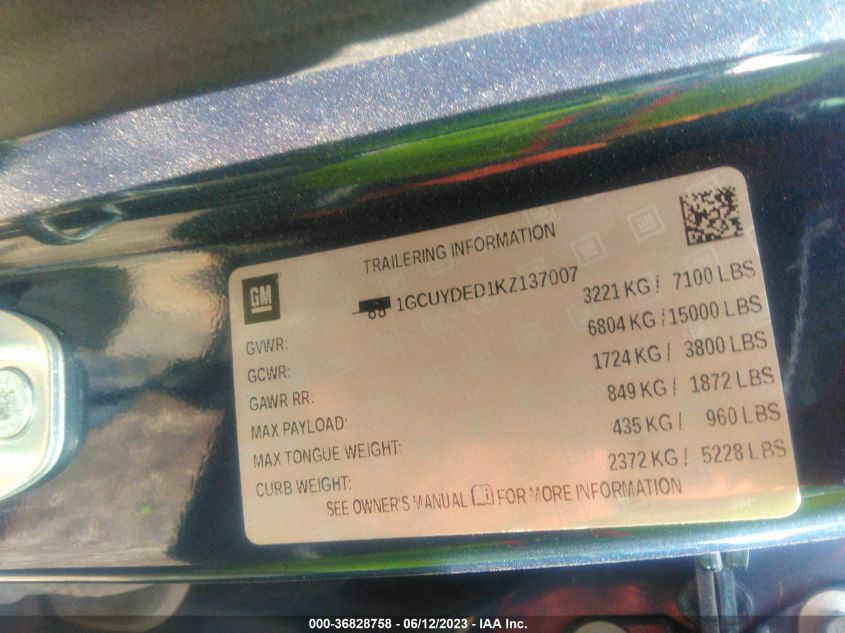 TRAILERING INFORMATION
GM
1GCUYDED1KZ137007
GVWR: 3221 KG / 7100 LBS
GCWR: 6804 KG / 15000 LBS
GAWR RR: 1724 KG / 3800 LBS
MAX PAYLOAD: 849 KG / 1872 LBS
MAX TONGUE WEIGHT: 435 KG / 960 LBS
CURB WEIGHT: 2372 KG / 5228 LBS
SEE OWNER'S MANUAL FOR MORE INFORMATION
000-36828758 - 06/12/2023 - IAA Inc.